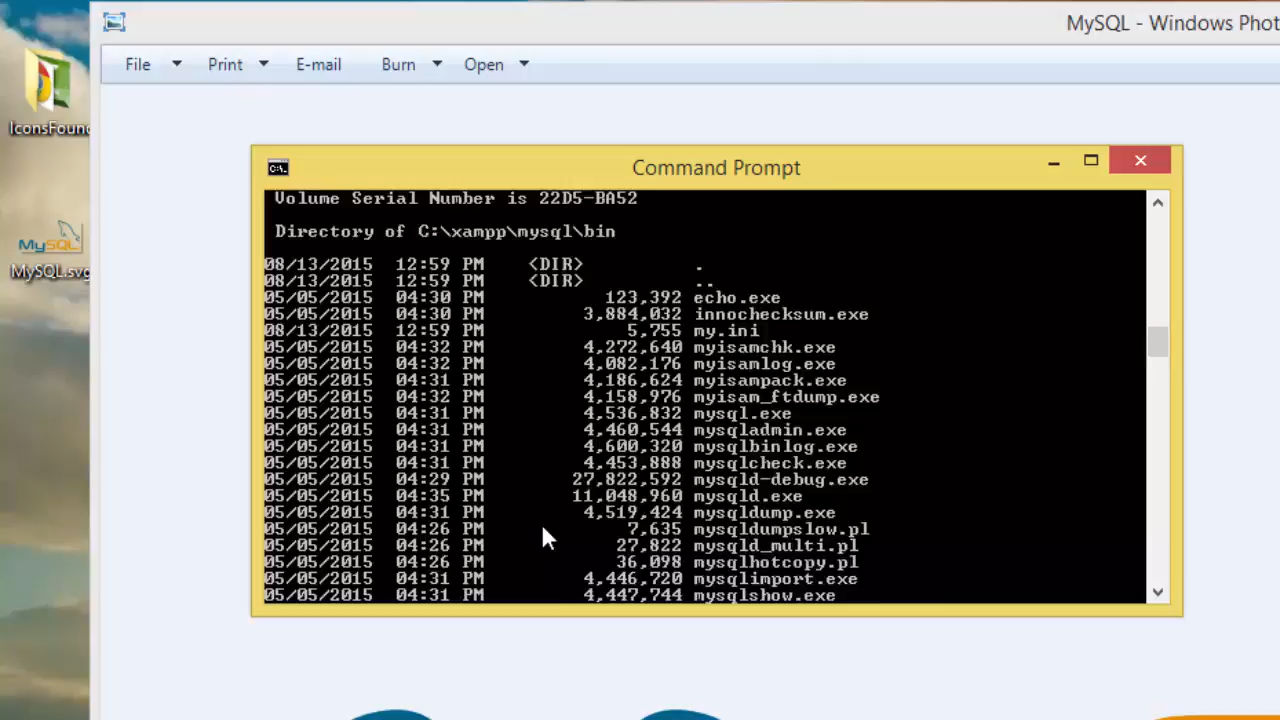 MySQL - Windows Phot
File Print E-mail Burn Open
IconsFound
MySQL
MySQL.svg
Command Prompt
C:\.
Volume Serial Number is 22D5-BA52
Directory of C:\xampp\mysql\bin
08/13/2015 12:59 PM <DIR> .
08/13/2015 12:59 PM <DIR> ..
05/05/2015 04:30 PM 123,392 echo.exe
05/05/2015 04:30 PM 3,884,032 innochecksum.exe
08/13/2015 12:59 PM 5,755 my.ini
05/05/2015 04:32 PM 4,272,640 myisamchk.exe
05/05/2015 04:32 PM 4,082,176 myisamlog.exe
05/05/2015 04:31 PM 4,186,624 myisampack.exe
05/05/2015 04:32 PM 4,158,976 myisam_ftdump.exe
05/05/2015 04:31 PM 4,536,832 mysql.exe
05/05/2015 04:31 PM 4,460,544 mysqladmin.exe
05/05/2015 04:31 PM 4,600,320 mysqlbinlog.exe
05/05/2015 04:31 PM 4,453,888 mysqlcheck.exe
05/05/2015 04:29 PM 27,822,592 mysqld-debug.exe
05/05/2015 04:35 PM 11,048,960 mysqld.exe
05/05/2015 04:31 PM 4,519,424 mysqldump.exe
05/05/2015 04:26 PM 7,635 mysqldumpslow.pl
05/05/2015 04:26 PM 27,822 mysqld_multi.pl
05/05/2015 04:26 PM 36,098 mysqlhotcopy.pl
05/05/2015 04:31 PM 4,446,720 mysqlimport.exe
05/05/2015 04:31 PM 4,447,744 mysqlshow.exe